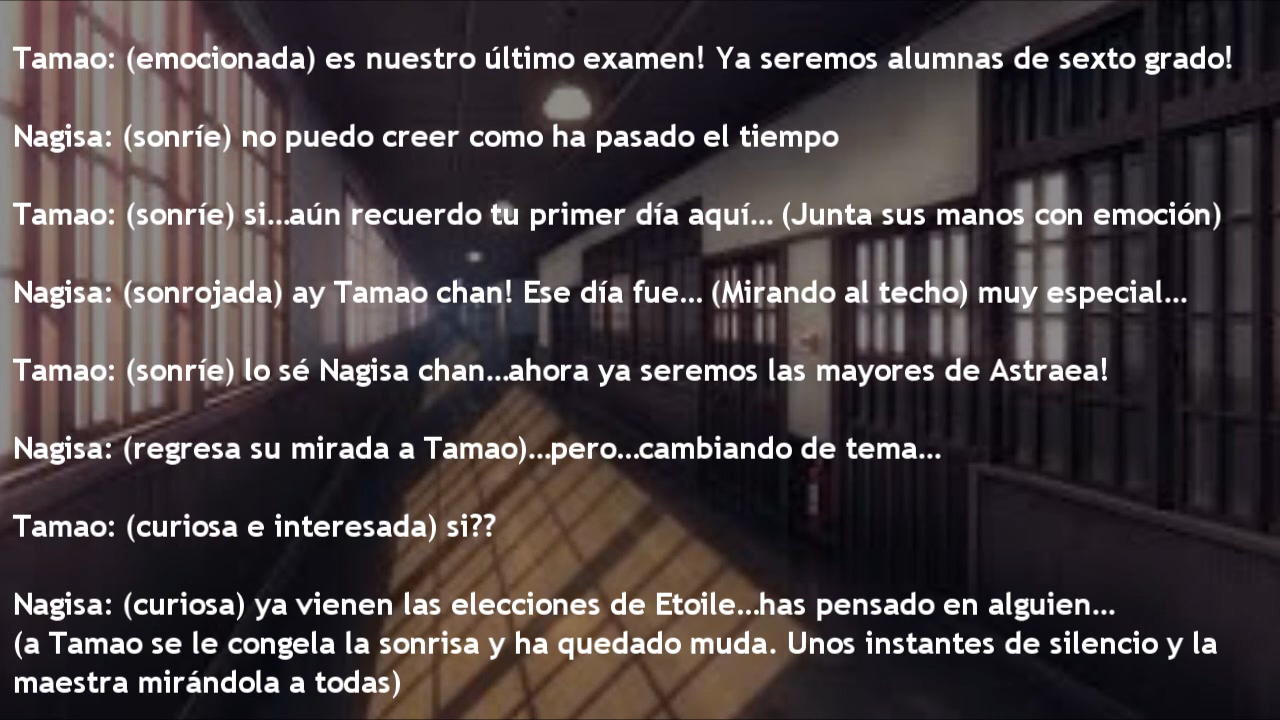 Tamao: (emocionada) es nuestro último examen! Ya seremos alumnas de sexto grado!
Nagisa: (sonríe) no puedo creer como ha pasado el tiempo
Tamao: (sonríe) si...aún recuerdo tu primer día aquí... (Junta sus manos con emoción)
Nagisa: (sonrojada) ay Tamao chan! Ese día fue... (Mirando al techo) muy especial...
Tamao: (sonríe) lo sé Nagisa chan...ahora ya seremos las mayores de Astraea!
Nagisa: (regresa su mirada a Tamao)...pero...cambiando de tema...
Tamao: (curiosa e interesada) si??
Nagisa: (curiosa) ya vienen las elecciones de Etoile...has pensado en alguien...
(a Tamao se le congela la sonrisa y ha quedado muda. Unos instantes de silencio y la
maestra mirándola a todas)